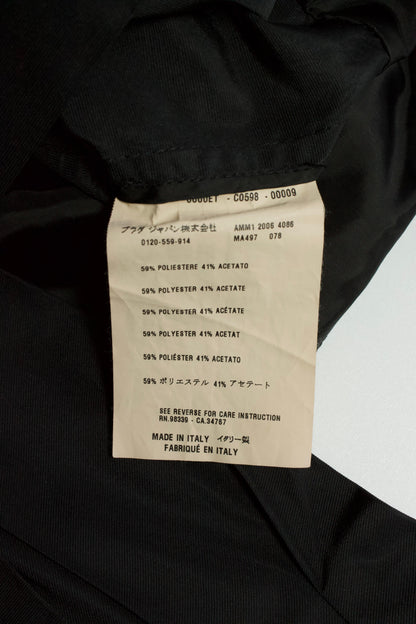 - C0598 - 00009
プラダ ジャパン株式会社 AMM1 2006 4086
0120-559-914 MA497 078
59% POLIESTERE 41% ACETATO
59% POLYESTER 41% ACETATE
59% POLYESTER 41% ACÉTATE
59% POLYESTER 41% ACETAT
59% POLIÉSTER 41% ACETATO
59% ポリエステル 41% アセテート
SEE REVERSE FOR CARE INSTRUCTION
RN.98339 - CA.34767
MADE IN ITALY イタリー製
FABRIQUÉ EN ITALY